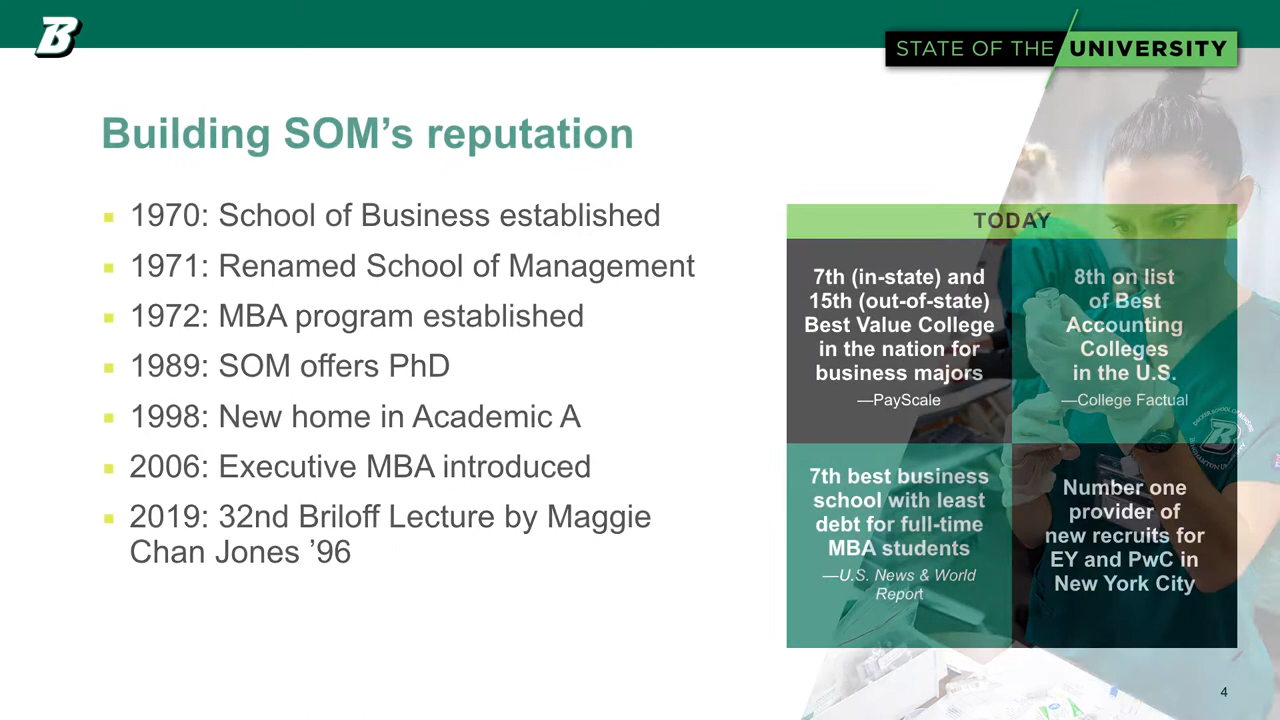 B
STATE OF THE UNIVERSITY
Building SOM’s reputation
1970: School of Business established
1971: Renamed School of Management
1972: MBA program established
1989: SOM offers PhD
1998: New home in Academic A
2006: Executive MBA introduced
2019: 32nd Briloff Lecture by Maggie
Chan Jones ’96
TODAY
7th (in-state) and
15th (out-of-state)
Best Value College
in the nation for
business majors
—PayScale
8th on list
of Best
Accounting
Colleges
in the U.S.
—College Factual
7th best business
school with least
debt for full-time
MBA students
—U.S. News & World
Report
Number one
provider of
new recruits for
EY and PwC in
New York City
B
4